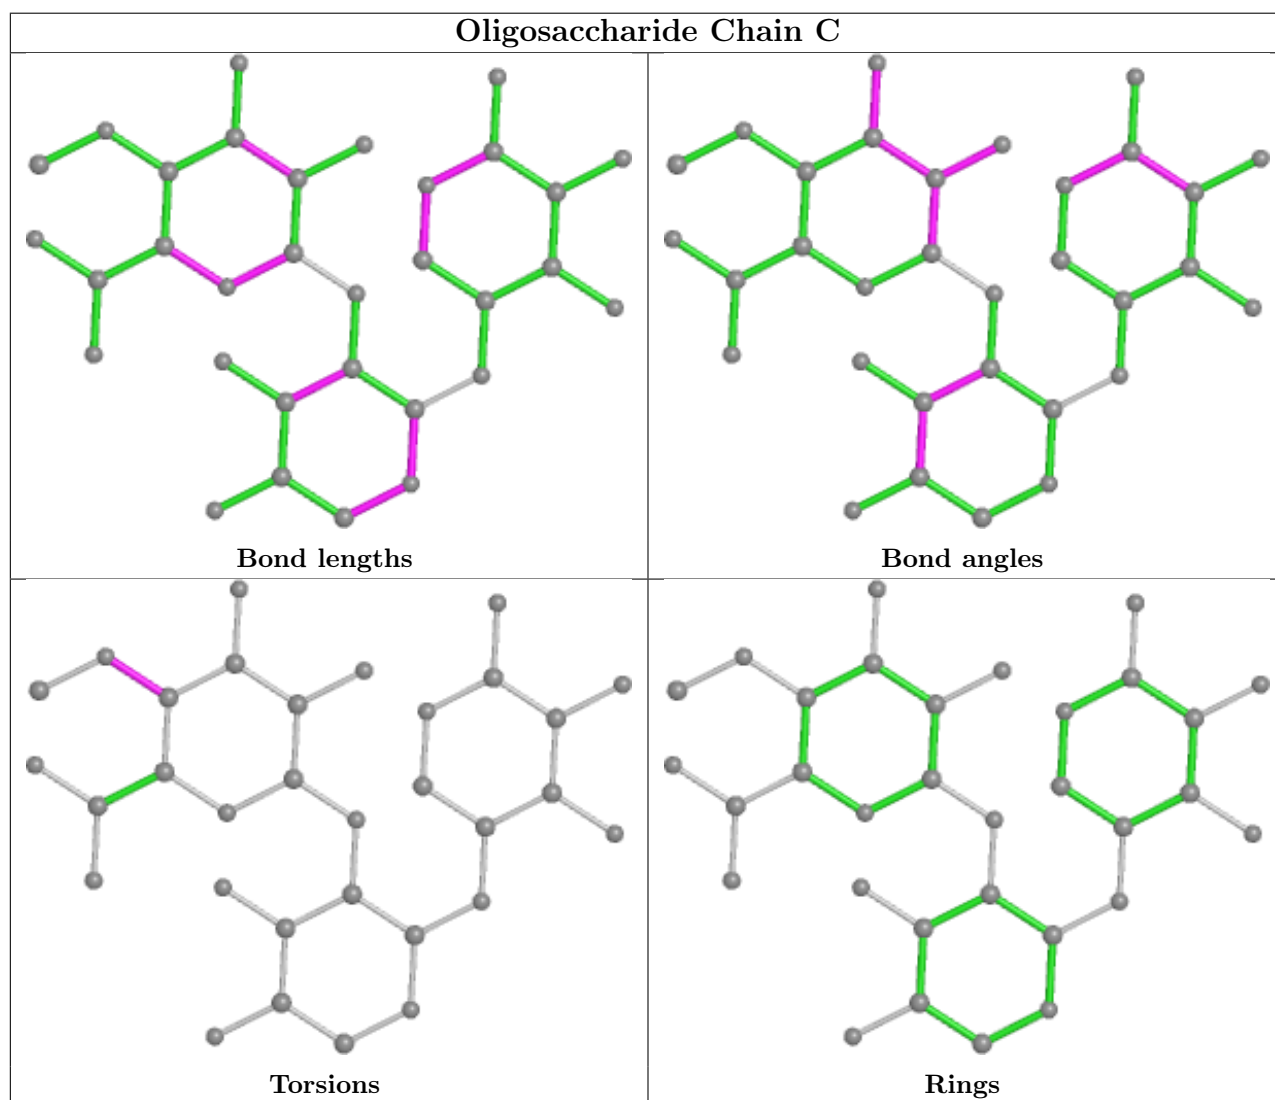 Oligosaccharide Chain C
Bond lengths
Bond angles
Torsions
Rings